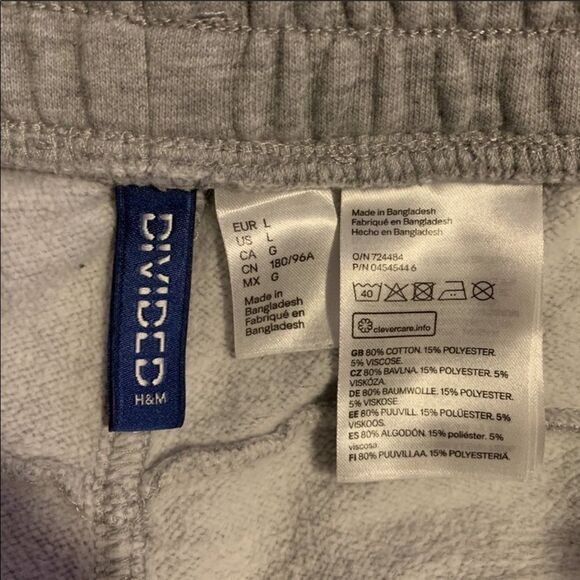 DIVIDED
H&M
EUR L
US L
CA G
CN 180/96A
MX G
Made in
Bangladesh
Fabriqué en
Bangladesh
Made in Bangladesh
Fabriqué en Bangladesh
Hecho en Bangladesh
O/N 724484
P/N 0454544 6
40
clevercare.info
GB 80% COTTON. 15% POLYESTER.
5% VISCOSE.
CZ 80% BAVLNA. 15% POLYESTER. 5%
VISKÓZA.
DE 80% BAUMWOLLE. 15% POLYESTER.
5% VISKOSE.
EE 80% PUUVILL. 15% POLÜESTER. 5%
VISKOOS.
ES 80% ALGODÓN. 15% poliéster. 5%
viscosa.
FI 80% PUUVILLAA. 15% POLYESTERIÄ.